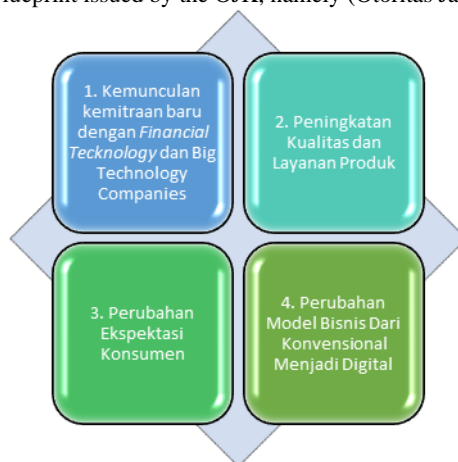 blueprint issued by the OJK, namely (Otoritas Ja
1. Kemunculan
kemitraan baru
dengan Financial
Tecknology dan Big
Technology
Companies
2. Peningkatan
Kualitas dan
Layanan Produk
3. Perubahan
Ekspektasi
Konsumen
4. Perubahan
Model Bisnis Dari
Konvensional
Menjadi Digital